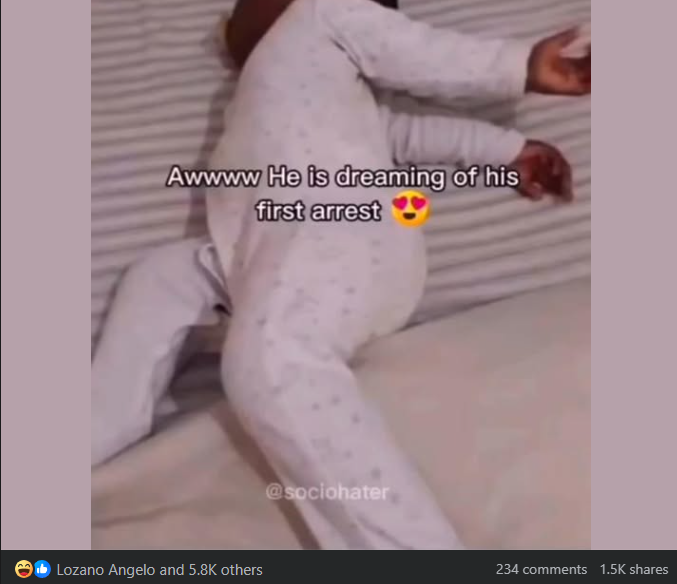 Awwww He is dreaming of his
first arrest 😍
@sociohater
Lozano Angelo and 5.8K others
234 comments
1.5K shares